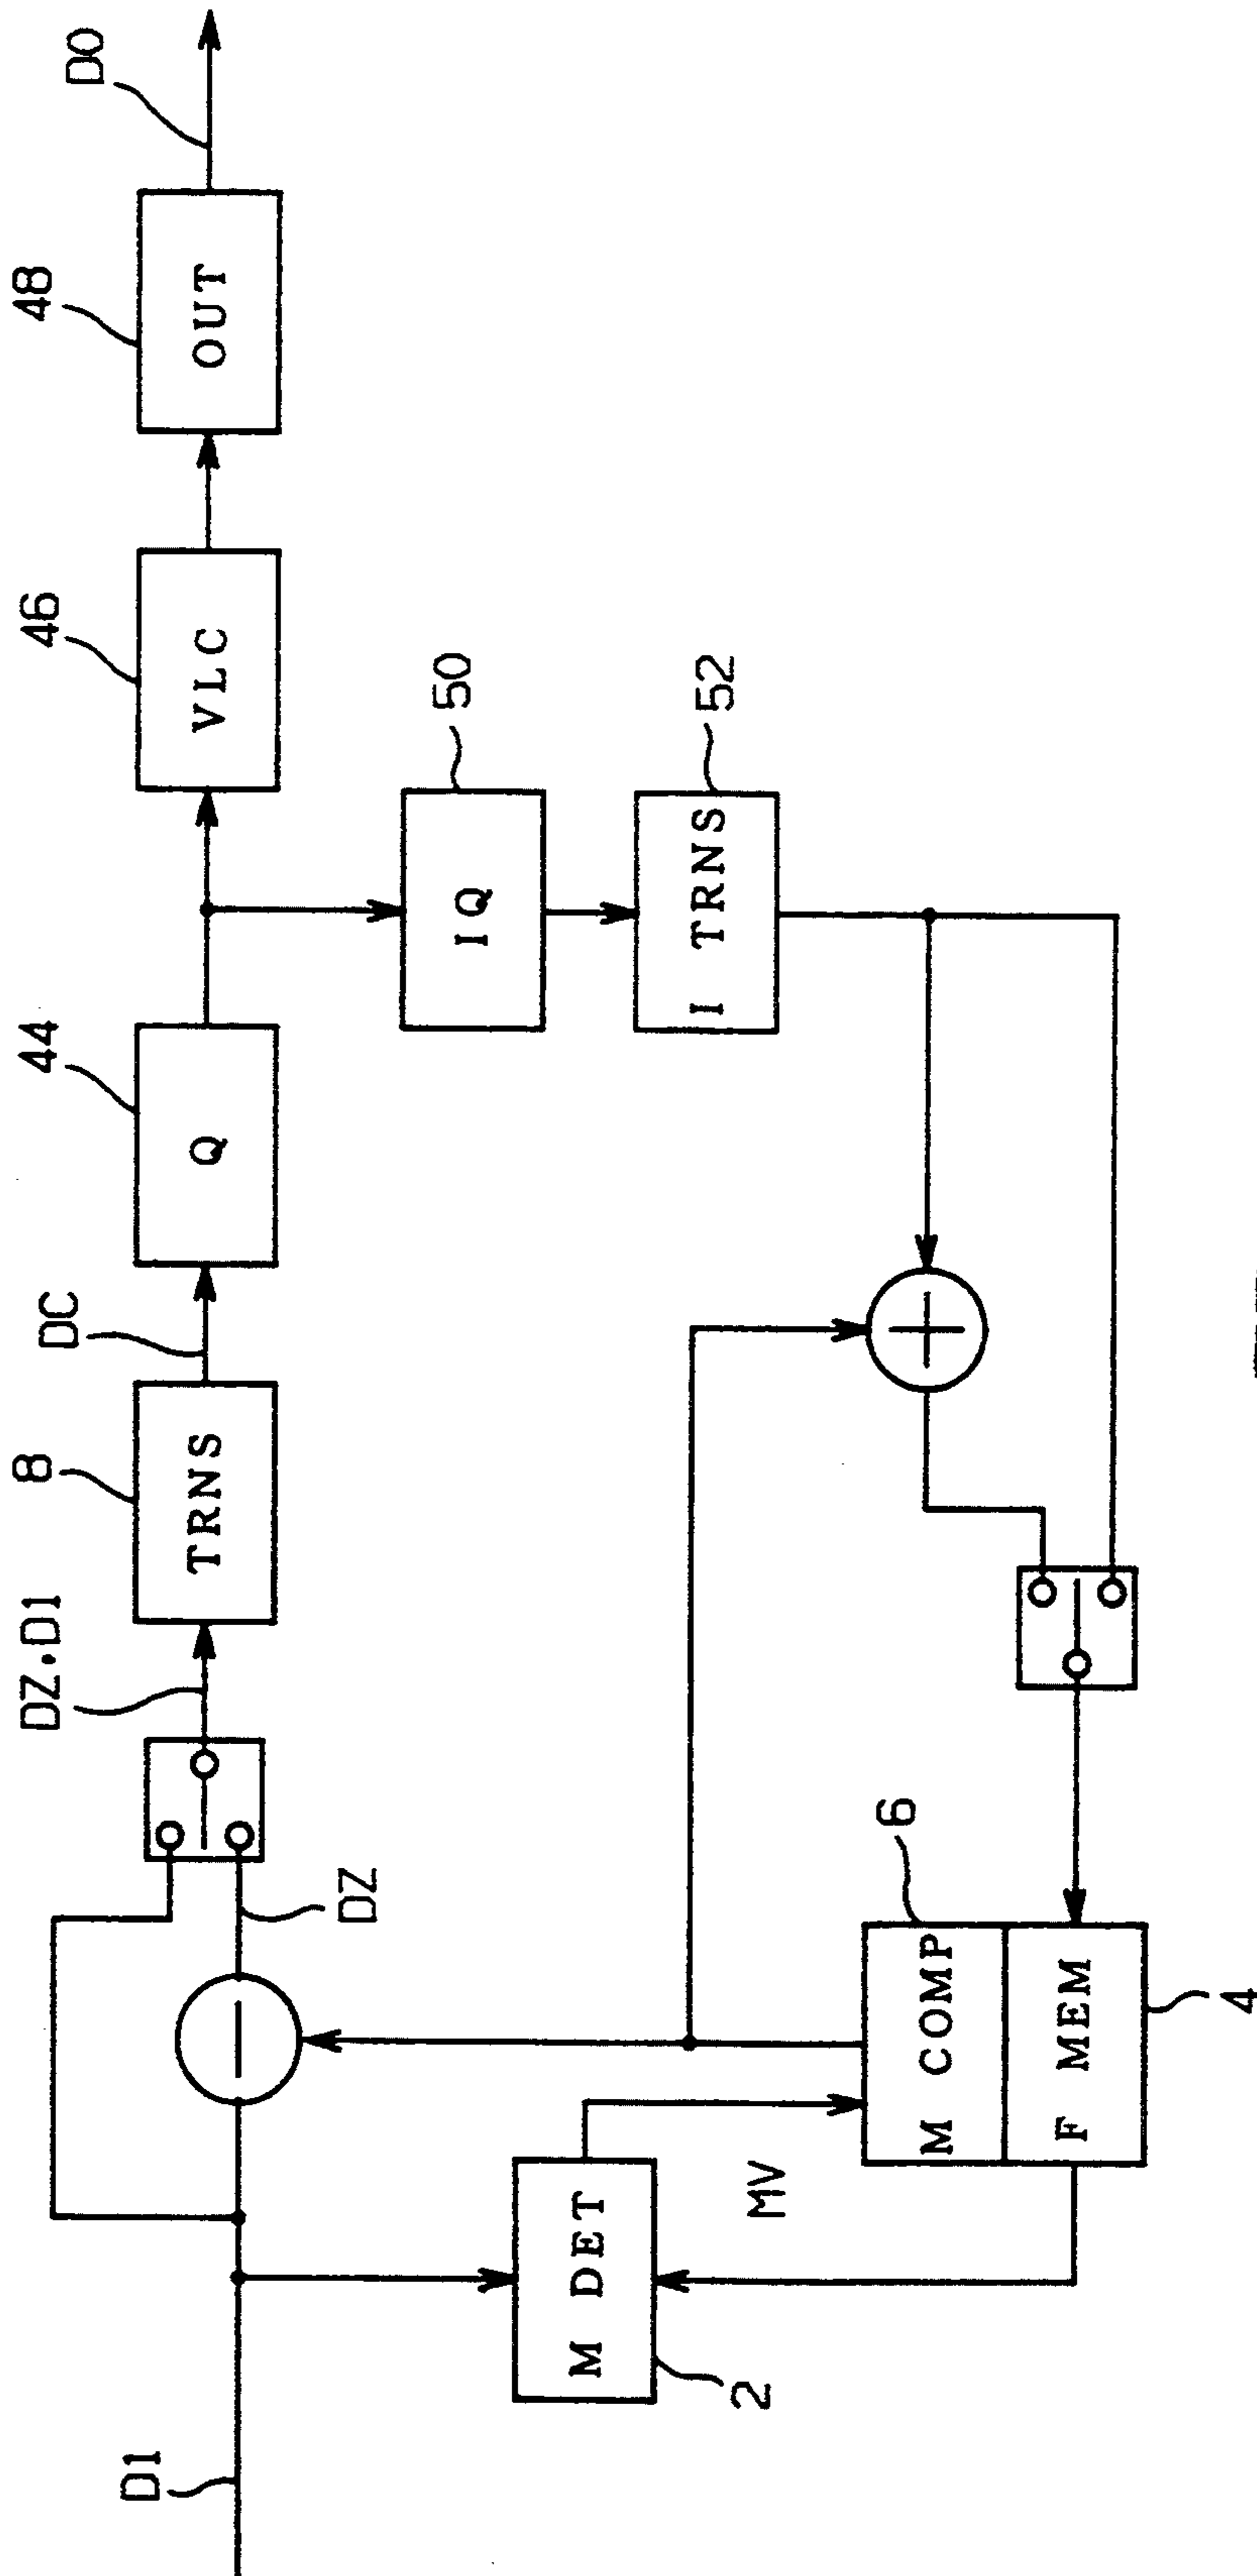 D1
M DET
2
MV
M COMP
6
F MEM
4
DZ
DZ.D1
TRNS
8
DC
Q
44
IQ
50
I TRNS
52
VLC
46
OUT
48
DO